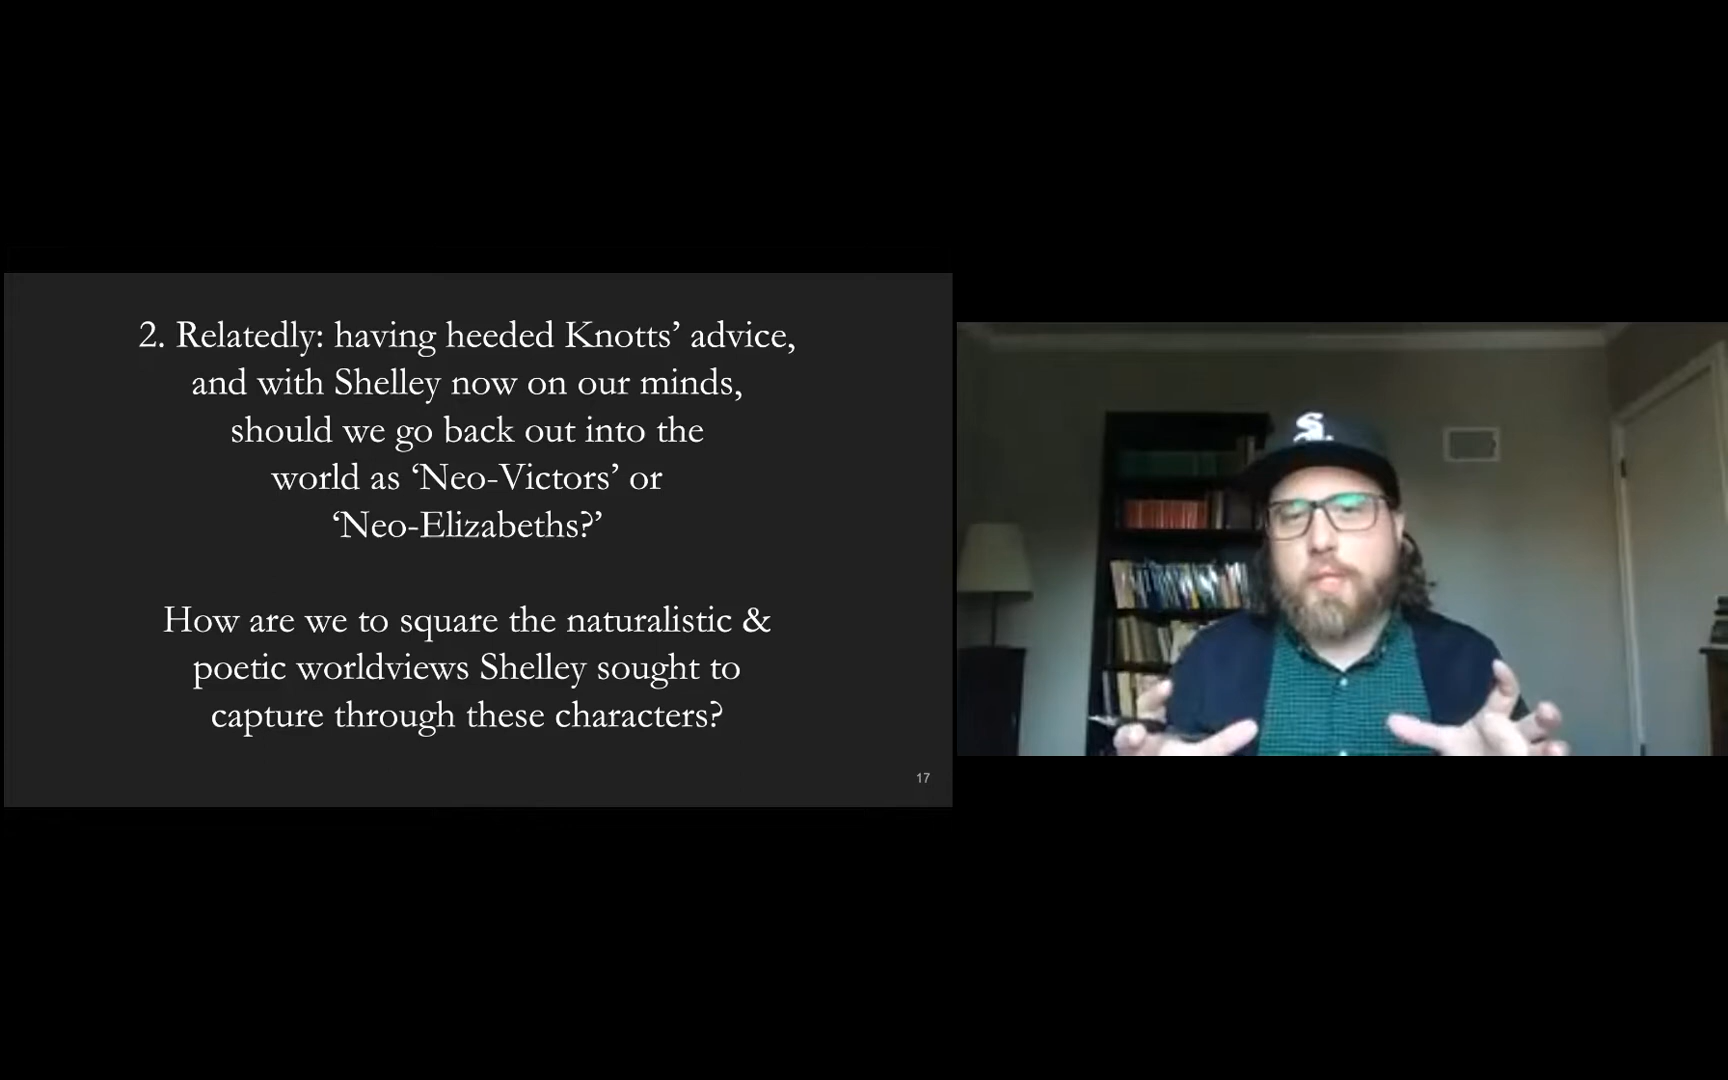 2. Relatedly: having heeded Knotts’ advice,
and with Shelley now on our minds,
should we go back out into the
world as ‘Neo-Victors’ or
‘Neo-Elizabeths?’
How are we to square the naturalistic &
poetic worldviews Shelley sought to
capture through these characters?
17